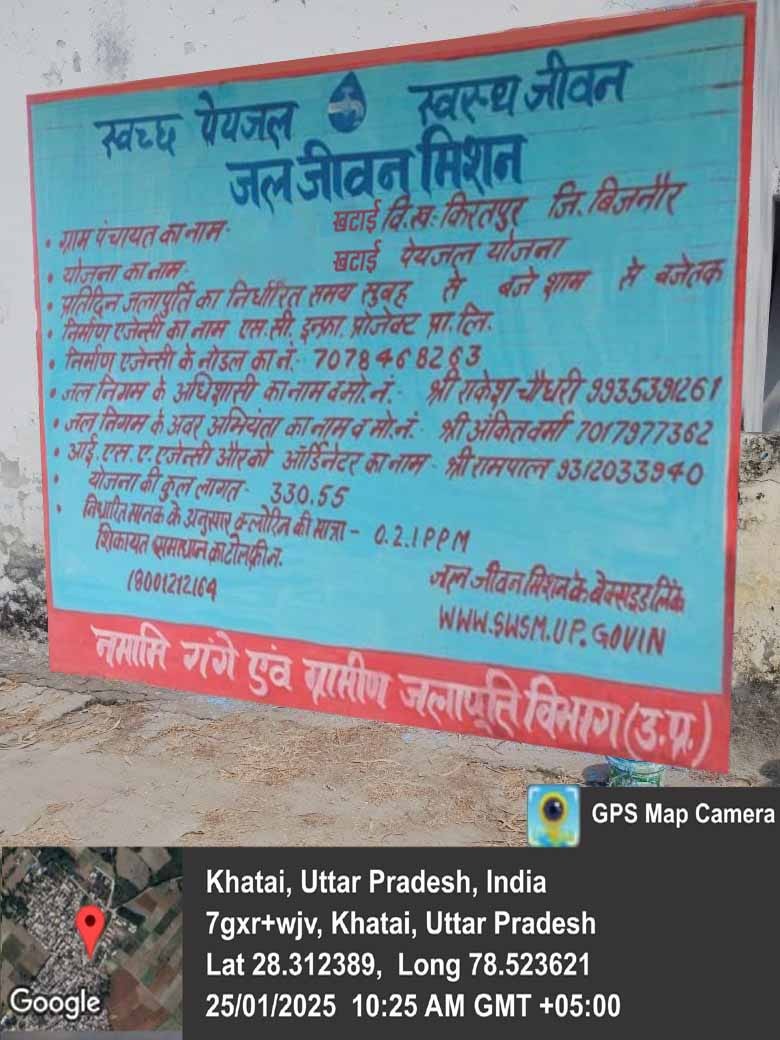 स्वच्छ पेयजल स्वस्थ जीवन
जल जीवन मिशन
• ग्राम पंचायत का नाम- खटाई वि.ख. किरतपुर जि. बिजनौर
• योजना का नाम- खटाई पेयजल योजना
• प्रतिदिन जलापुर्ति का निर्धारित समय सुबह से बजे शाम से बजे तक
• निर्माण एजेन्सी का नाम एस.सी. इन्फ्रा प्रोजेक्ट प्रा. लि.
• निर्माण एजेन्सी के नोडल का नं. 7078468263
• जल निगम के अधिशासी का नाम व मो. नं. - श्री राकेश चौधरी 9935391261
• जल निगम के अवर अभियंता का नाम व मो. नं. - श्री अंकित वर्मा 7017977362
• आई. एस. ए. एजेन्सी और को ऑर्डिनेटर का नाम - श्री रामपाल 9312033940
• योजना की कुल लागत - 330.55
• निर्धारित मानक के अनुसार क्लोरिन की मात्रा - 0.2.1 PPM
शिकायत समाधान का टोल फ्री न.
18001212164
जल जीवन मिशन के वेबसाइड लिंक
WWW.SWSM.UP.GOVIN
नमामि गंगे एवं ग्रामीण जलापूर्ति विभाग (उ.प्र.)
GPS Map Camera
Khatai, Uttar Pradesh, India
7gxr+wjv, Khatai, Uttar Pradesh
Lat 28.312389, Long 78.523621
25/01/2025 10:25 AM GMT +05:00
Google